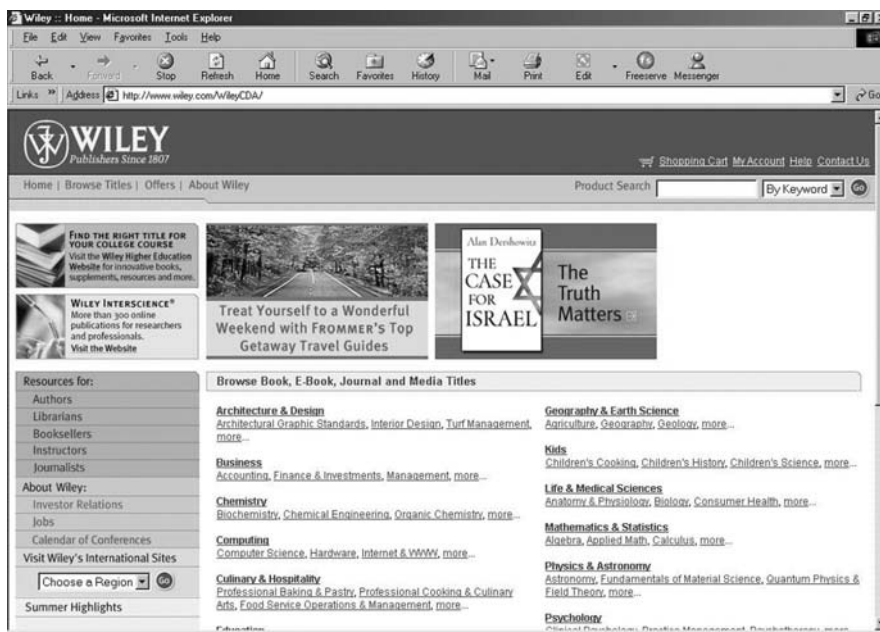 Wiley :: Home - Microsoft Internet Explorer
File Edit View Favorites Tools Help
Back Forward Stop Refresh Home Search Favorites History Mail Print Edit Freeserve Messenger
Links » Address http://www.wiley.com/WileyCDA/ Go
WILEY
Publishers Since 1807
Shopping Cart My Account Help Contact Us
Home | Browse Titles | Offers | About Wiley
Product Search By Keyword GO
FIND THE RIGHT TITLE FOR
YOUR COLLEGE COURSE
Visit the Wiley Higher Education
Website for innovative books,
supplements, resources and more.
WILEY INTERSCIENCE®
More than 300 online
publications for researchers
and professionals.
Visit the Website
Treat Yourself to a Wonderful
Weekend with FROMMER'S Top
Getaway Travel Guides
Alan Dershowitz
THE
CASE
FOR
ISRAEL
The
Truth
Matters
Resources for:
Authors
Librarians
Booksellers
Instructors
Journalists
About Wiley:
Investor Relations
Jobs
Calendar of Conferences
Visit Wiley's International Sites
Choose a Region GO
Summer Highlights
Browse Book, E-Book, Journal and Media Titles
Architecture & Design
Architectural Graphic Standards, Interior Design, Turf Management,
more...
Business
Accounting, Finance & Investments, Management, more...
Chemistry
Biochemistry, Chemical Engineering, Organic Chemistry, more...
Computing
Computer Science, Hardware, Internet & WWW, more...
Culinary & Hospitality
Professional Baking & Pastry, Professional Cooking & Culinary
Arts, Food Service Operations & Management, more...
Education
Geography & Earth Science
Agriculture, Geography, Geology, more...
Kids
Children's Cooking, Children's History, Children's Science, more...
Life & Medical Sciences
Anatomy & Physiology, Biology, Consumer Health, more...
Mathematics & Statistics
Algebra, Applied Math, Calculus, more...
Physics & Astronomy
Astronomy, Fundamentals of Material Science, Quantum Physics &
Field Theory, more...
Psychology
Clinical Psychology, Practice Management, Psychotherapy, more...